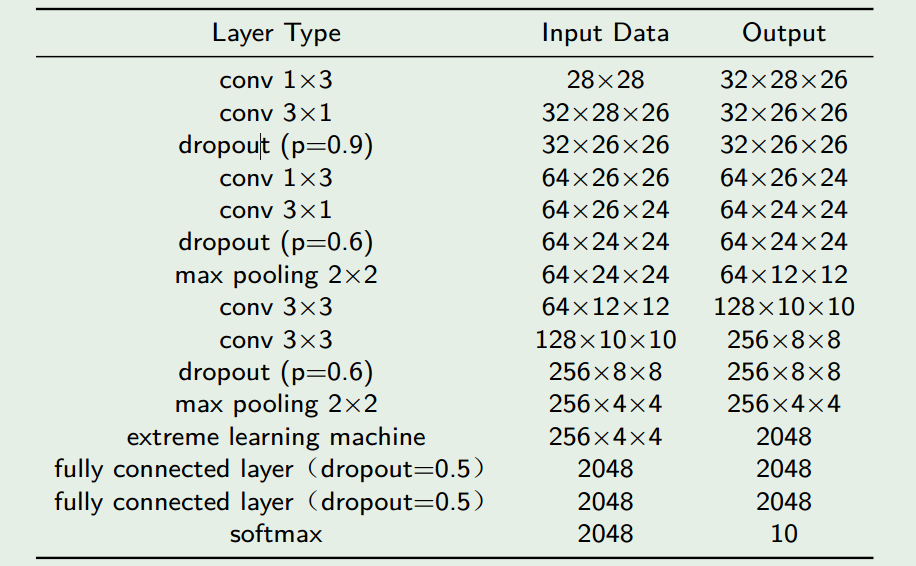 Layer Type Input Data Output
conv 1×3 28×28 32×28×26
conv 3×1 32×28×26 32×26×26
dropout (p=0.9) 32×26×26 32×26×26
conv 1×3 64×26×26 64×26×24
conv 3×1 64×26×24 64×24×24
dropout (p=0.6) 64×24×24 64×24×24
max pooling 2×2 64×24×24 64×12×12
conv 3×3 64×12×12 128×10×10
conv 3×3 128×10×10 256×8×8
dropout (p=0.6) 256×8×8 256×8×8
max pooling 2×2 256×4×4 256×4×4
extreme learning machine 256×4×4 2048
fully connected layer（dropout=0.5） 2048 2048
fully connected layer（dropout=0.5） 2048 2048
softmax 2048 10